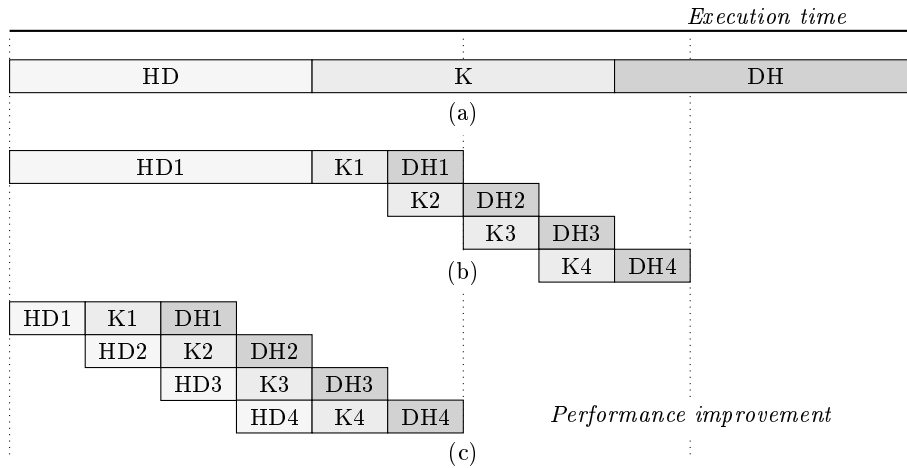 Execution time
HD K DH
(a)
HD1 K1 DH1
K2 DH2
K3 DH3
K4 DH4
(b)
HD1 K1 DH1
HD2 K2 DH2
HD3 K3 DH3
HD4 K4 DH4
Performance improvement
(c)